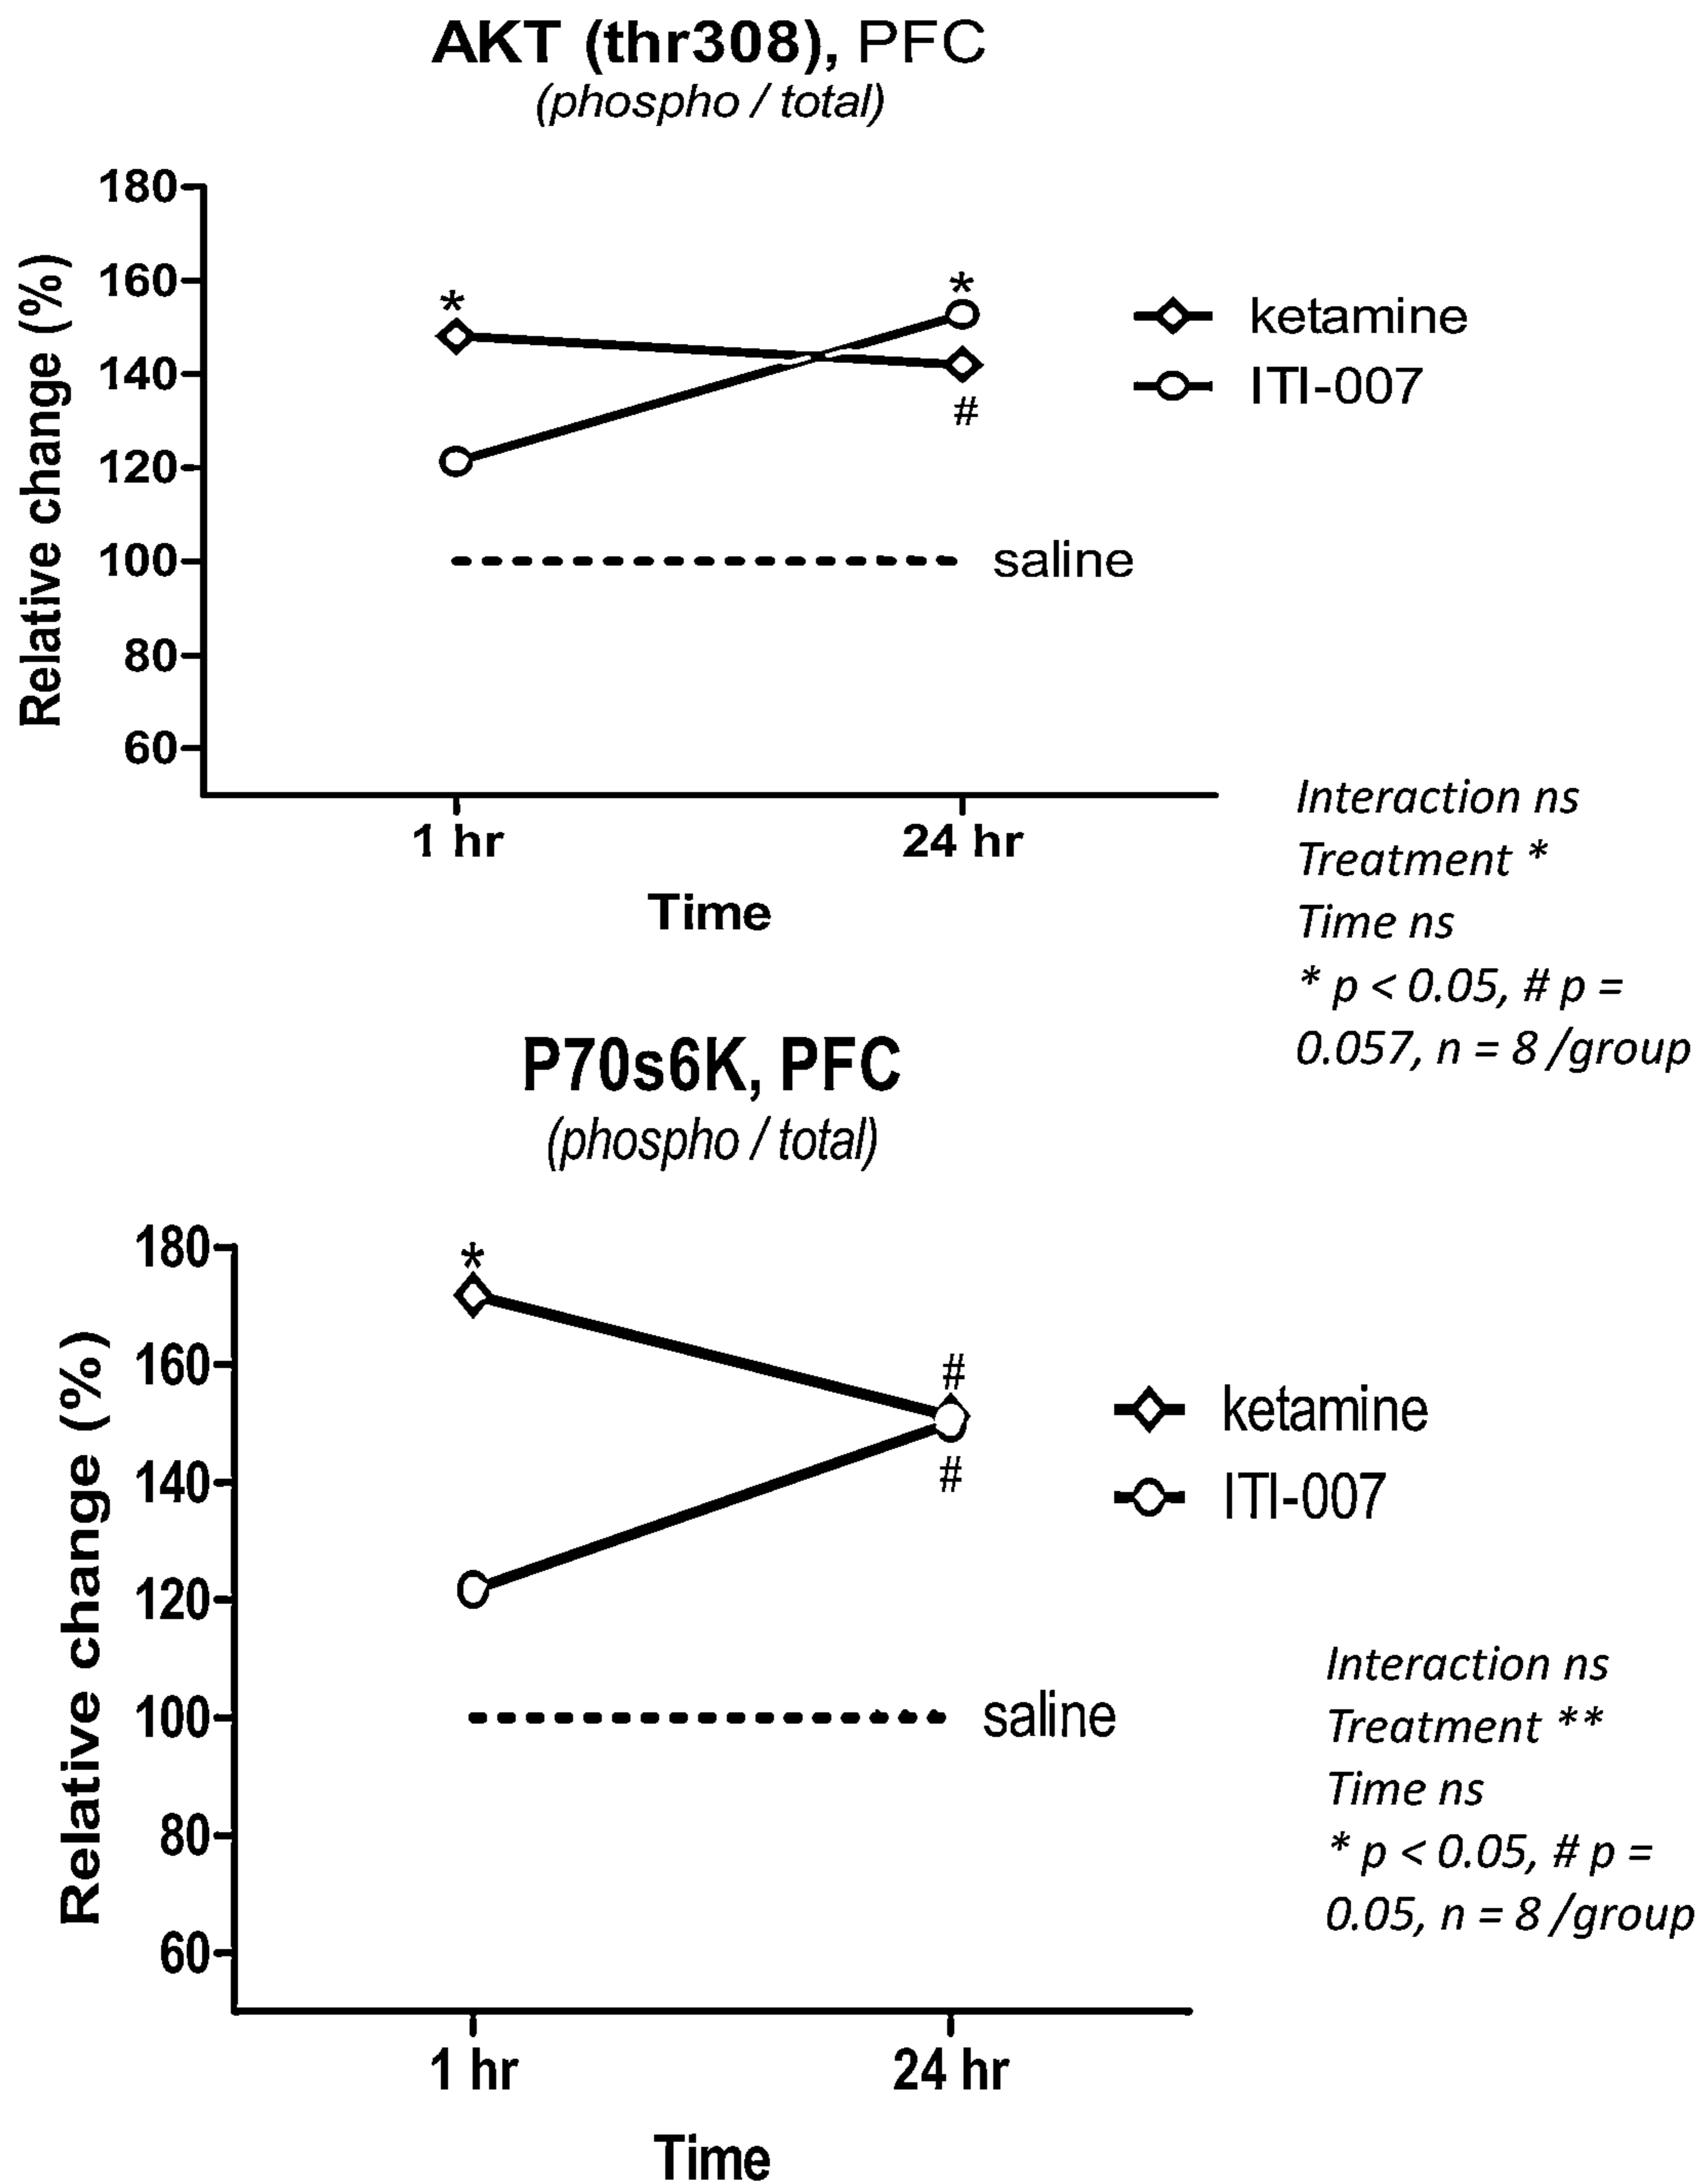 AKT (thr308), PFC
(phospho / total)
Relative change (%)
180
160
140
120
100
80
60
*
*
#
ketamine
ITI-007
saline
1 hr
24 hr
Time
Interaction ns
Treatment *
Time ns
* p < 0.05, # p =
0.057, n = 8 /group
P70s6K, PFC
(phospho / total)
Relative change (%)
180
160
140
120
100
80
60
*
#
#
ketamine
ITI-007
saline
1 hr
24 hr
Time
Interaction ns
Treatment **
Time ns
* p < 0.05, # p =
0.05, n = 8 /group